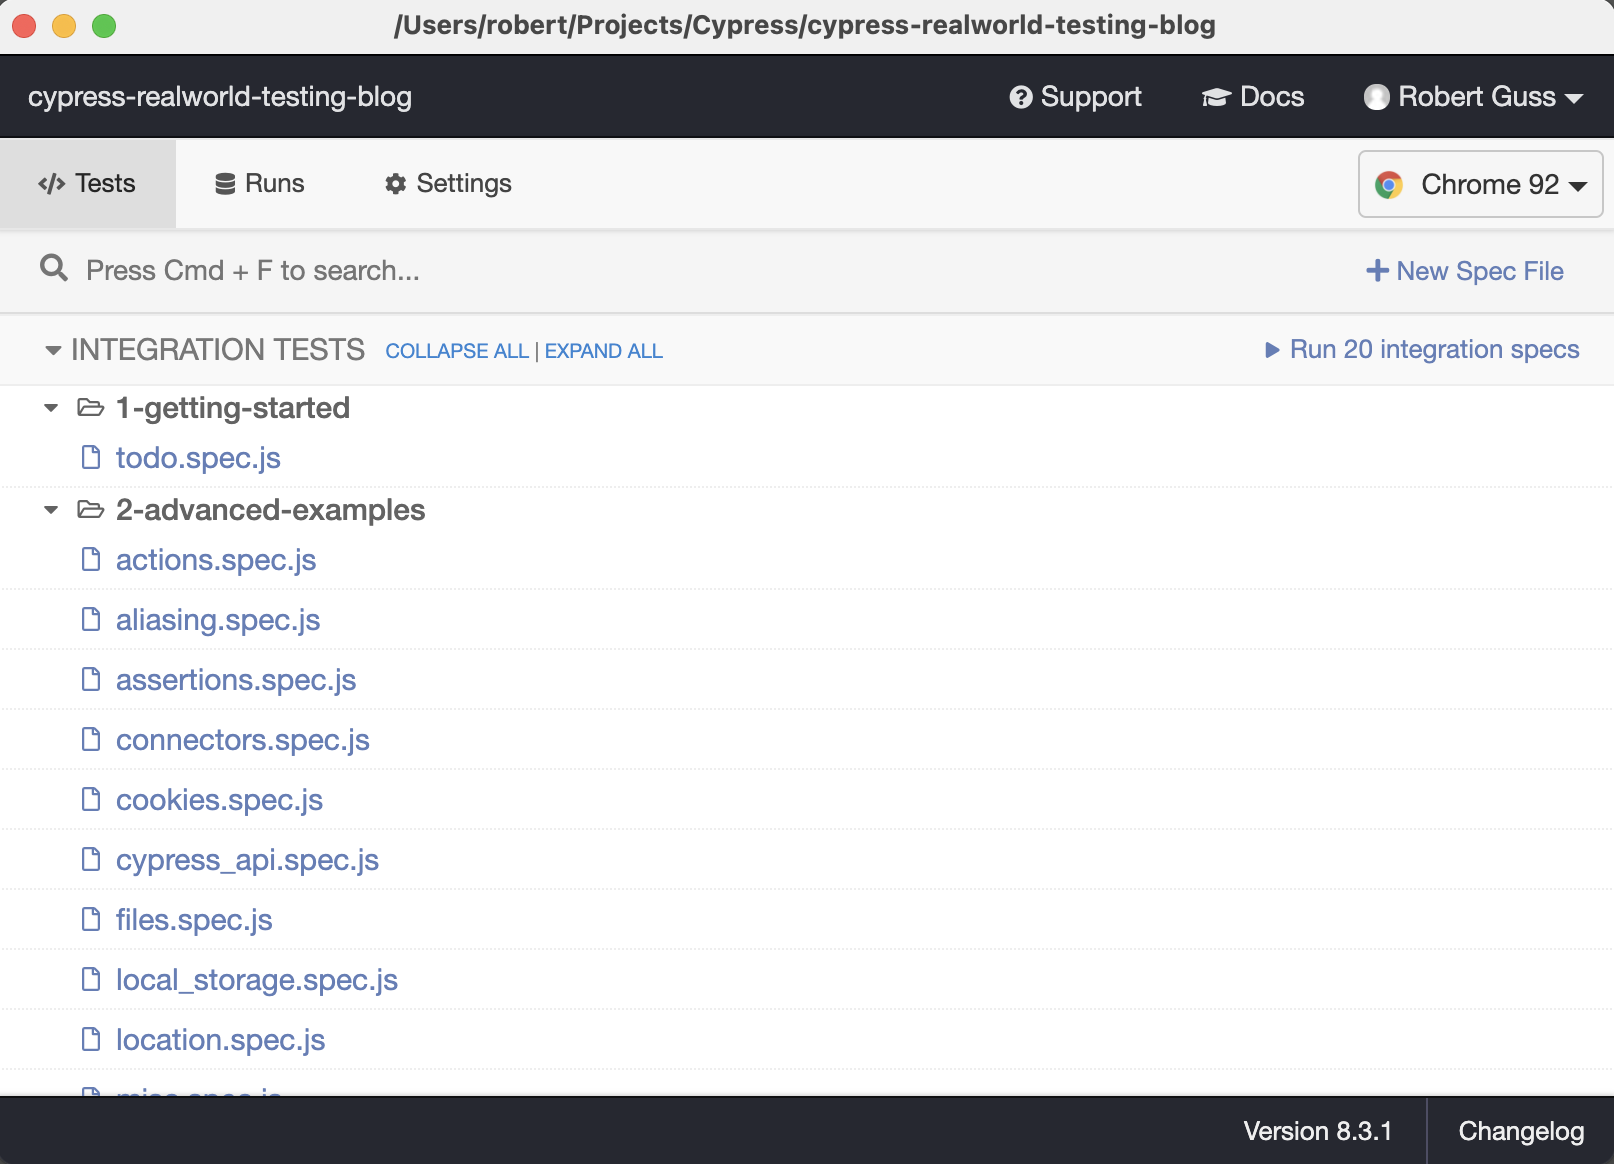 /Users/robert/Projects/Cypress/cypress-realworld-testing-blog
cypress-realworld-testing-blog Support Docs Robert Guss
Tests Runs Settings Chrome 92
Press Cmd + F to search... New Spec File
INTEGRATION TESTS COLLAPSE ALL | EXPAND ALL Run 20 integration specs
1-getting-started
todo.spec.js
2-advanced-examples
actions.spec.js
aliasing.spec.js
assertions.spec.js
connectors.spec.js
cookies.spec.js
cypress_api.spec.js
files.spec.js
local_storage.spec.js
location.spec.js
misc.spec.js
Version 8.3.1 Changelog